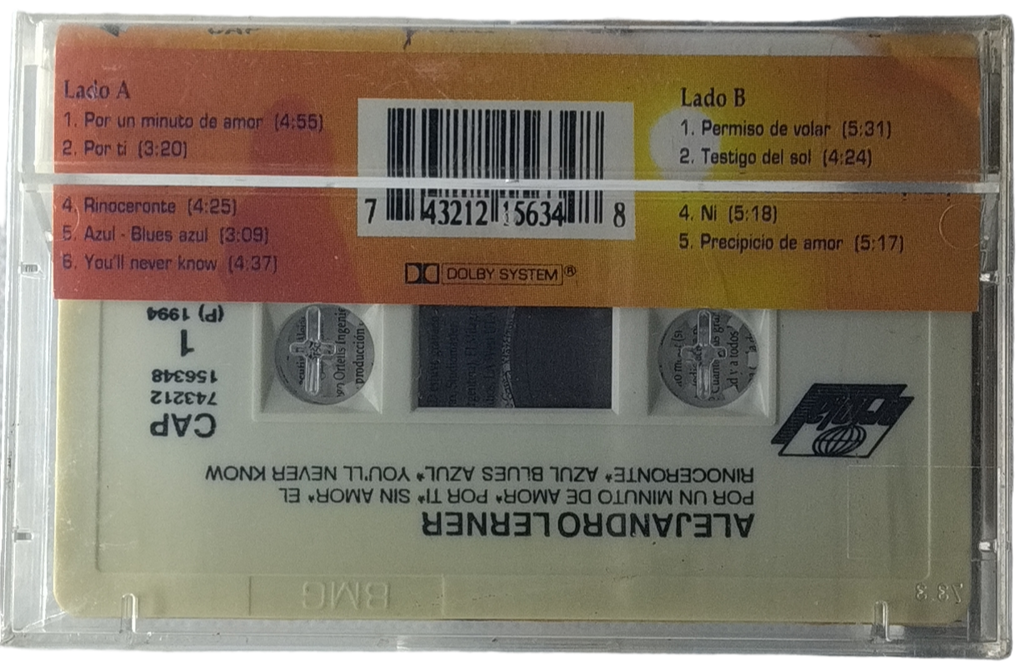 CAP
Lado A
1. Por un minuto de amor (4:55)
2. Por ti (3:20)
4. Rinoceronte (4:25)
5. Azul - Blues azul (3:09)
6. You'll never know (4:37)
7 43212 15634 8
DOLBY SYSTEM®
Lado B
1. Permiso de volar (5:31)
2. Testigo del sol (4:24)
4. Ni (5:18)
5. Precipicio de amor (5:17)
ALEJANDRO LERNER
POR UN MINUTO DE AMOR* POR TI* SIN AMOR* EL
RINOCERONTE* AZUL BLUES AZUL* YOU'LL NEVER KNOW
CAP
743212
156348
1
(P) 1994
BMG